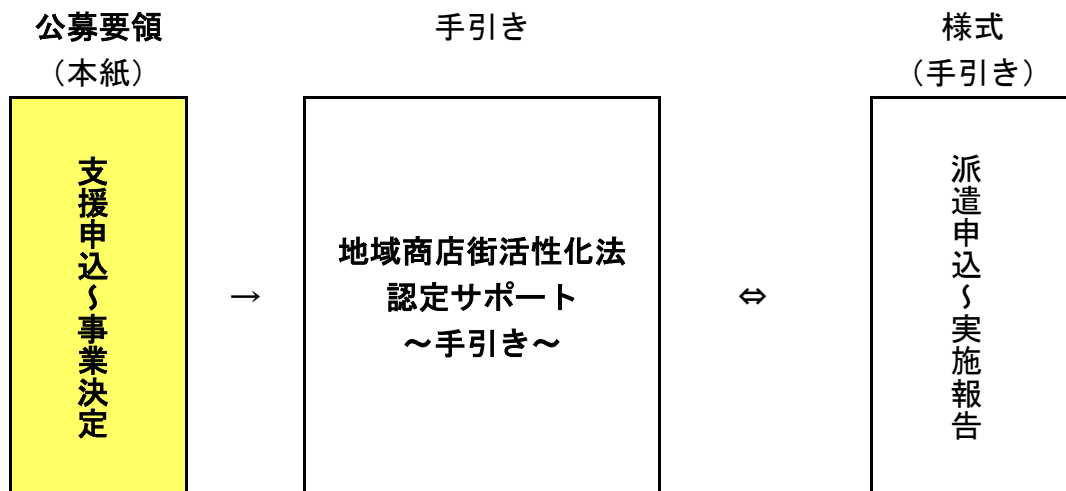 公募要領
（本紙）
手引き
様式
（手引き）
支援申込～事業決定
→
地域商店街活性化法
認定サポート
～手引き～
⇔
派遣申込～実施報告